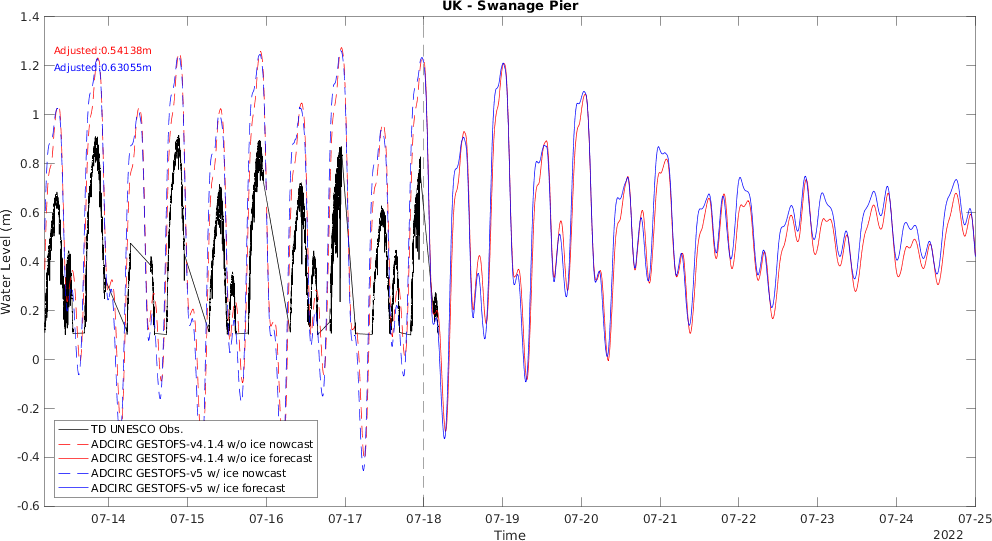 UK - Swanage Pier
Adjusted:0.54138m
Adjusted:0.63055m
Water Level (m)
1.4
1.2
1
0.8
0.6
0.4
0.2
0
-0.2
-0.4
-0.6
TD UNESCO Obs.
ADCIRC GESTOFS-v4.1.4 w/o ice nowcast
ADCIRC GESTOFS-v4.1.4 w/o ice forecast
ADCIRC GESTOFS-v5 w/ ice nowcast
ADCIRC GESTOFS-v5 w/ ice forecast
07-14 07-15 07-16 07-17 07-18 07-19 07-20 07-21 07-22 07-23 07-24 07-25
Time
2022